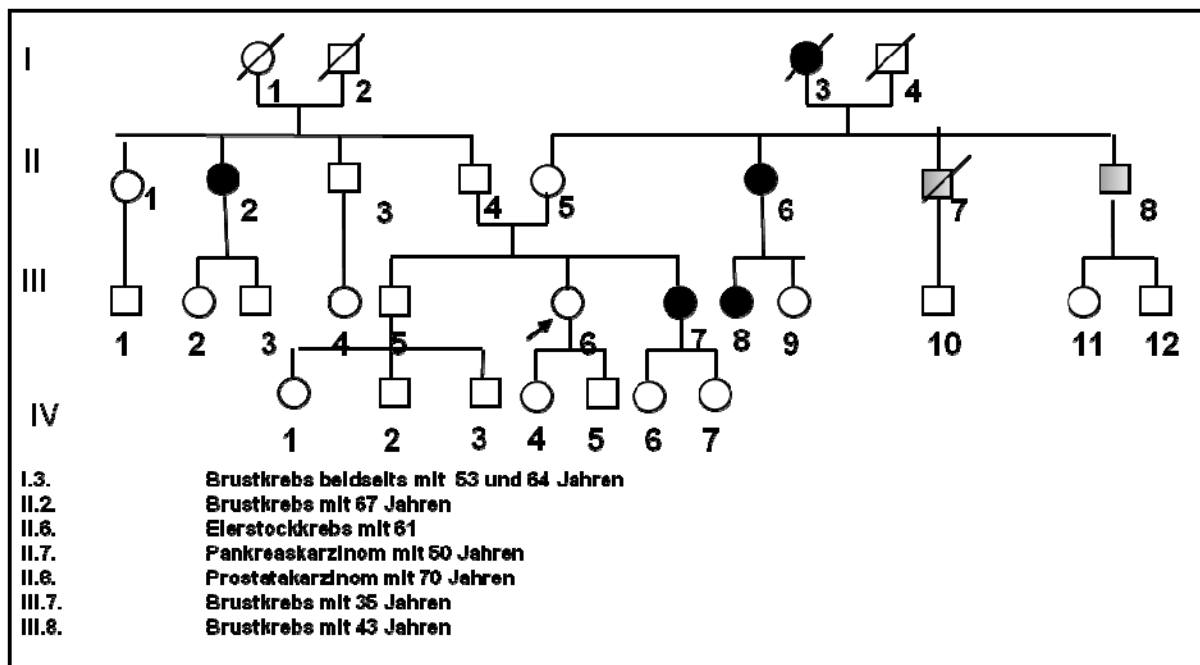 I
1 2 3 4
II
1 2 3 4 5 6 7 8
III
1 2 3 4 5 6 7 8 9 10 11 12
IV
1 2 3 4 5 6 7
I.3. Brustkrebs beidseits mit 53 und 64 Jahren
II.2. Brustkrebs mit 67 Jahren
II.6. Eierstockkrebs mit 61
II.7. Pankreaskarzinom mit 50 Jahren
II.8. Prostatakarzinom mit 70 Jahren
III.7. Brustkrebs mit 35 Jahren
III.8. Brustkrebs mit 43 Jahren